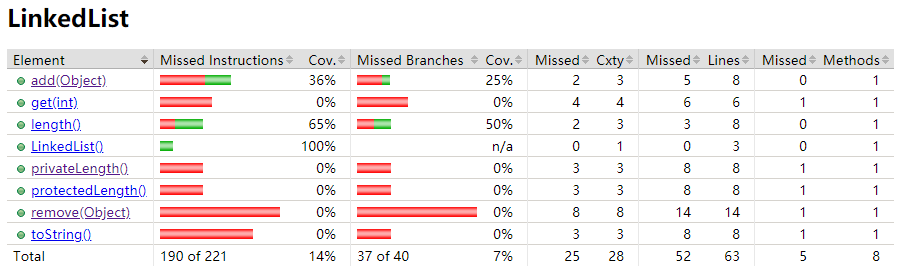 LinkedList
Element Missed Instructions Cov. Missed Branches Cov. Missed Cxty Missed Lines Missed Methods
add(Object) 36% 25% 2 3 5 8 0 1
get(int) 0% 0% 4 4 6 6 1 1
length() 65% 50% 2 3 3 8 0 1
LinkedList() 100% n/a 0 1 0 3 0 1
privateLength() 0% 0% 3 3 8 8 1 1
protectedLength() 0% 0% 3 3 8 8 1 1
remove(Object) 0% 0% 8 8 14 14 1 1
toString() 0% 0% 3 3 8 8 1 1
Total 190 of 221 14% 37 of 40 7% 25 28 52 63 5 8